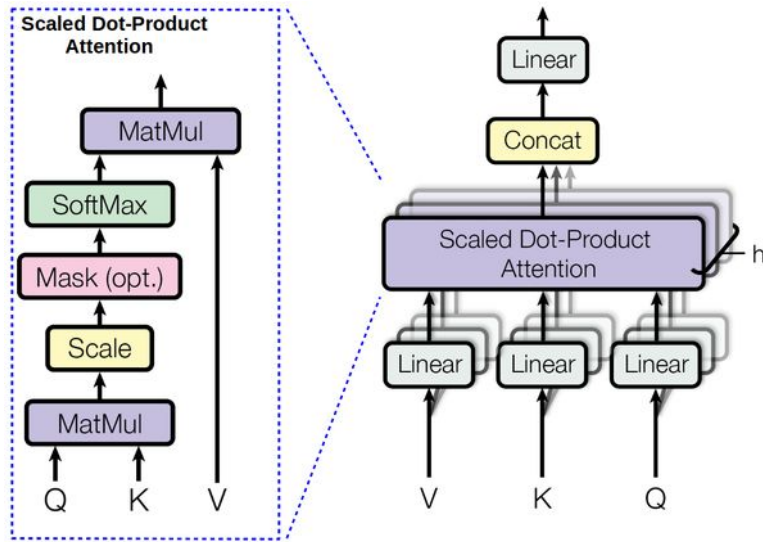 Scaled Dot-Product
Attention
MatMul
SoftMax
Mask (opt.)
Scale
MatMul
Q K V
Linear
Concat
Scaled Dot-Product
Attention
h
Linear Linear Linear
V K Q